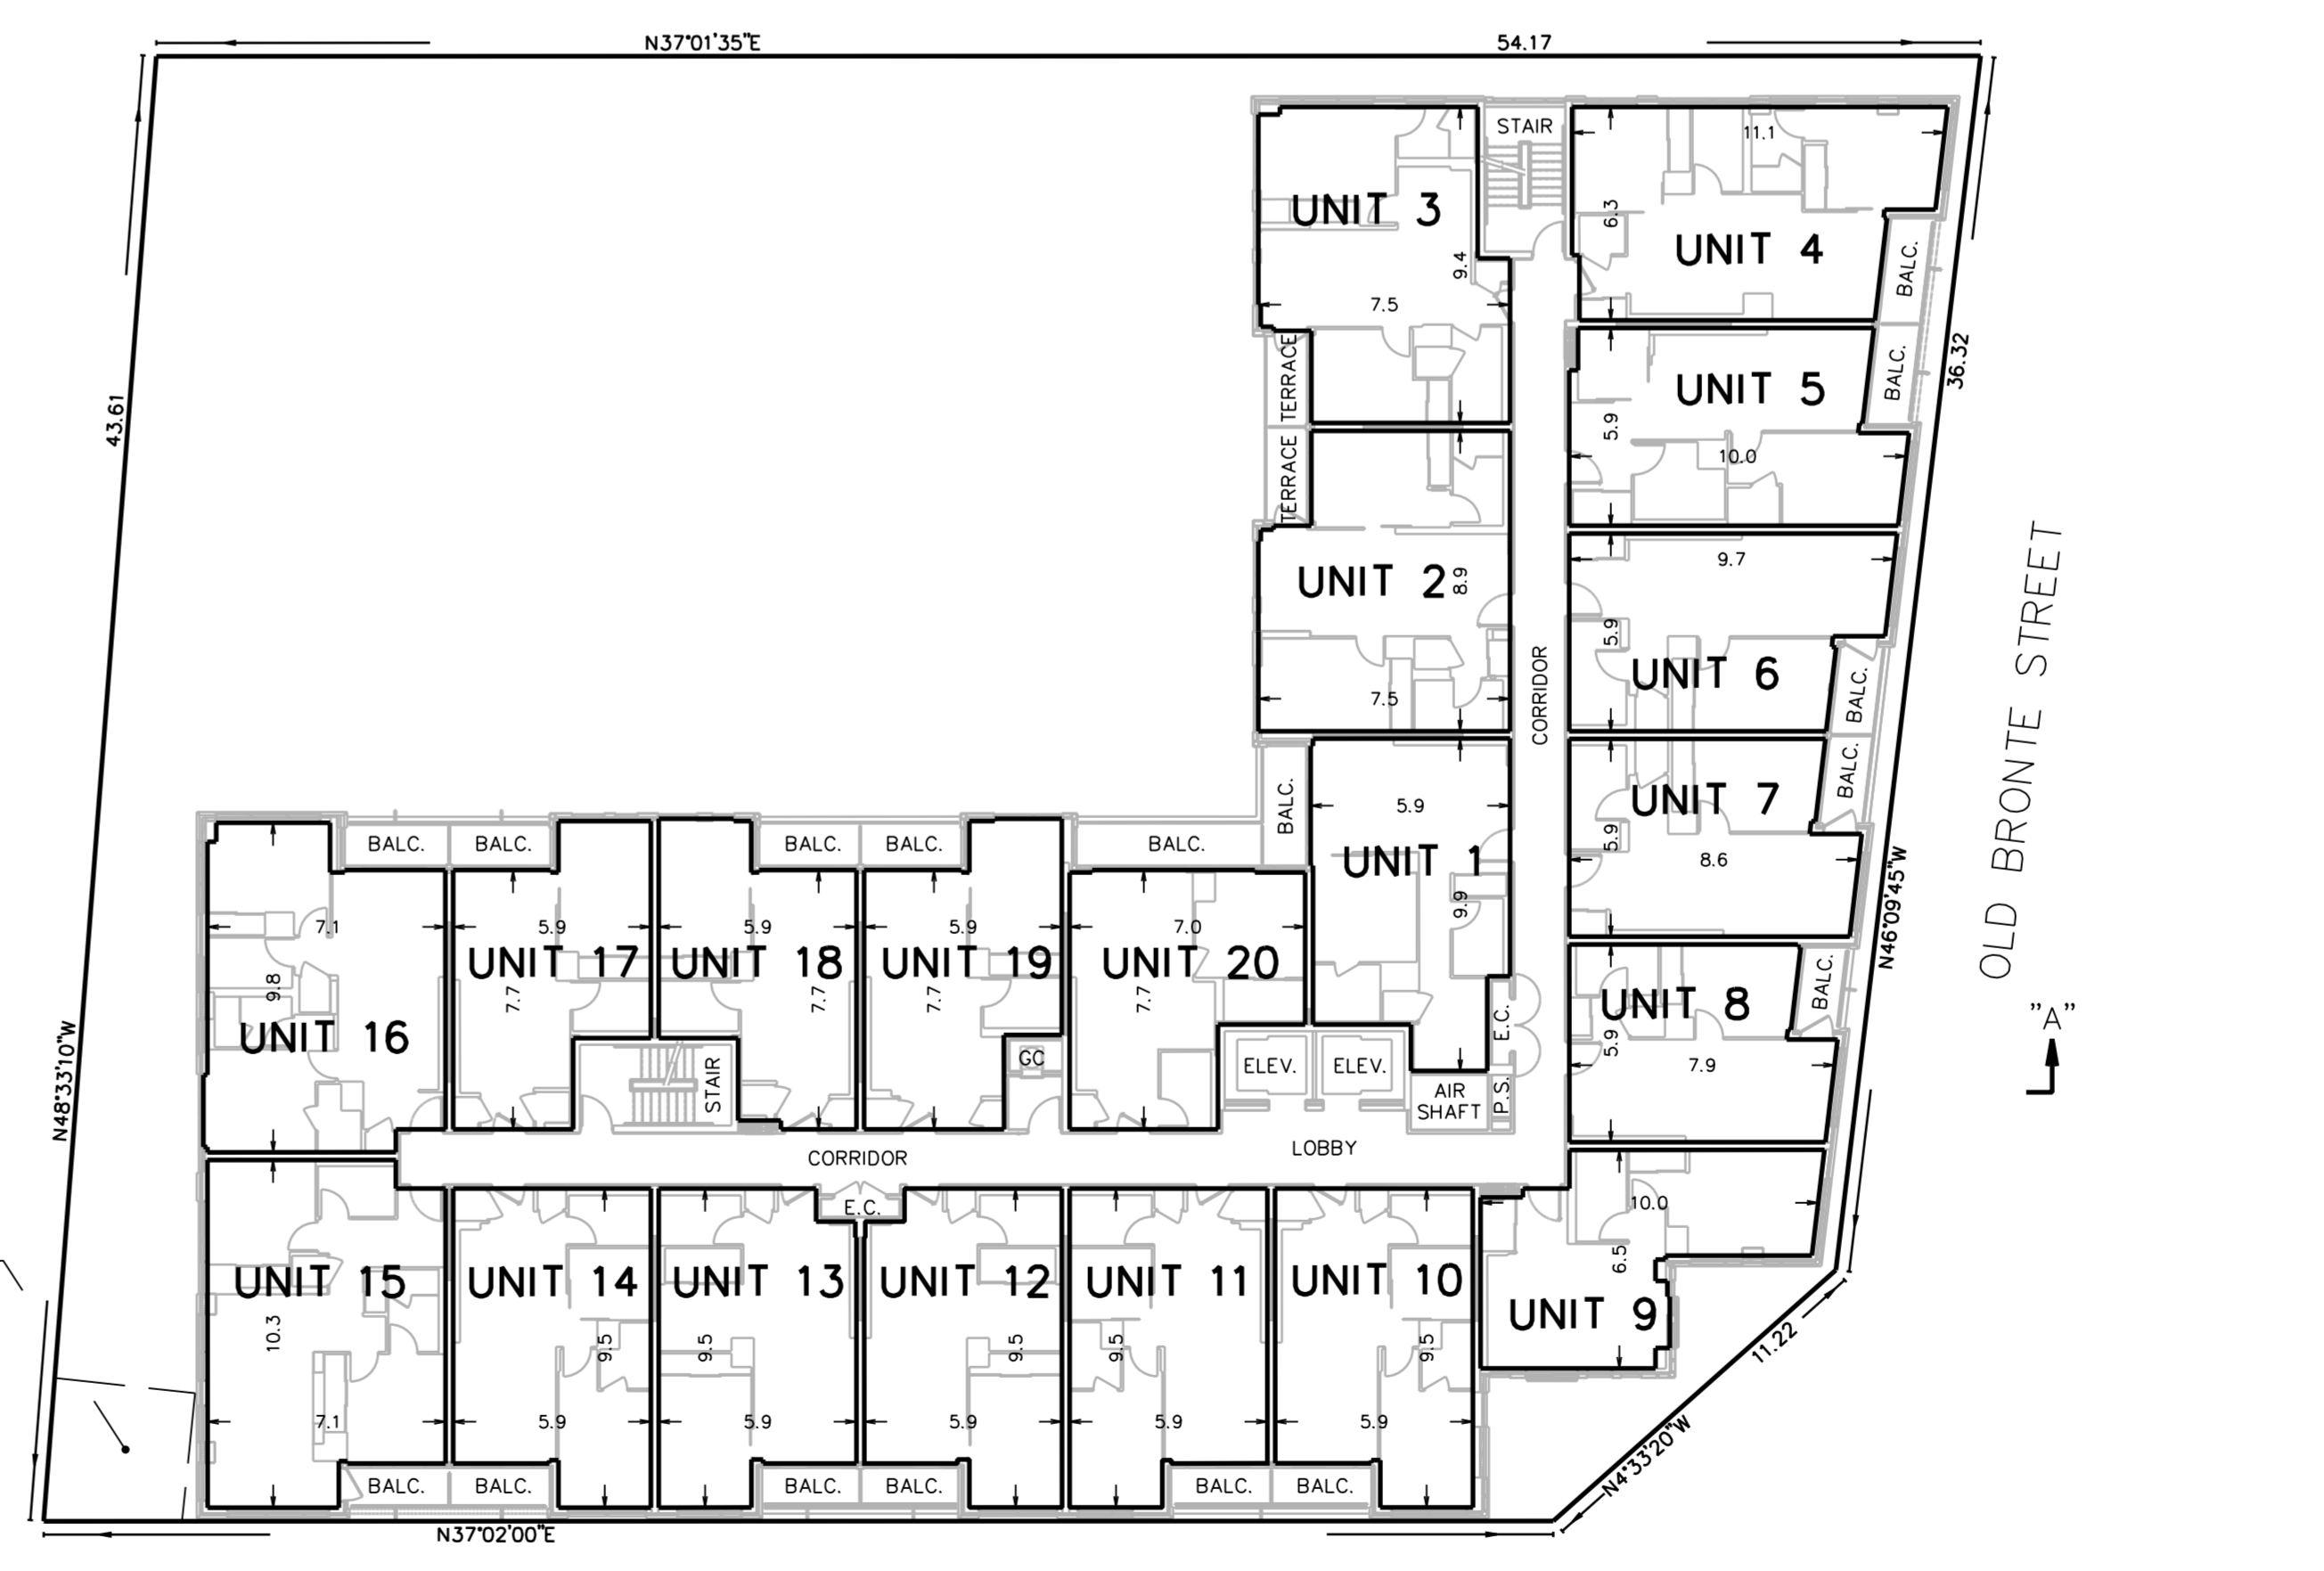 N37°01'35"E
54.17
STAIR
11.1
UNIT 3
6.3
UNIT 4
BALC.
9.4
7.5
TERRACE
36.32
BALC.
UNIT 5
43.61
5.9
10.0
TERRACE
9.7
UNIT 2
8.9
5.9
CORRIDOR
UNIT 6
BALC.
7.5
OLD BRONTE STREET
BALC.
UNIT 7
BALC.
5.9
5.9
8.6
BALC.
BALC.
BALC.
BALC.
BALC.
UNIT 1
9.9
N46°09'45"W
7.1
5.9
5.9
5.9
7.0
UNIT 17
UNIT 18
UNIT 19
UNIT 20
9.8
7.7
7.7
7.7
7.7
BALC.
UNIT 8
E.C.
5.9
"A"
UNIT 16
N48°33'10"W
STAIR
GC
ELEV.
ELEV.
7.9
AIR
SHAFT
P.S.
LOBBY
CORRIDOR
E.C.
10.0
6.5
UNIT 15
UNIT 14
UNIT 13
UNIT 12
UNIT 11
UNIT 10
UNIT 9
10.3
9.5
9.5
9.5
9.5
9.5
11.22
7.1
5.9
5.9
5.9
5.9
5.9
N4°33'20"W
BALC.
BALC.
BALC.
BALC.
BALC.
BALC.
N37°02'00"E